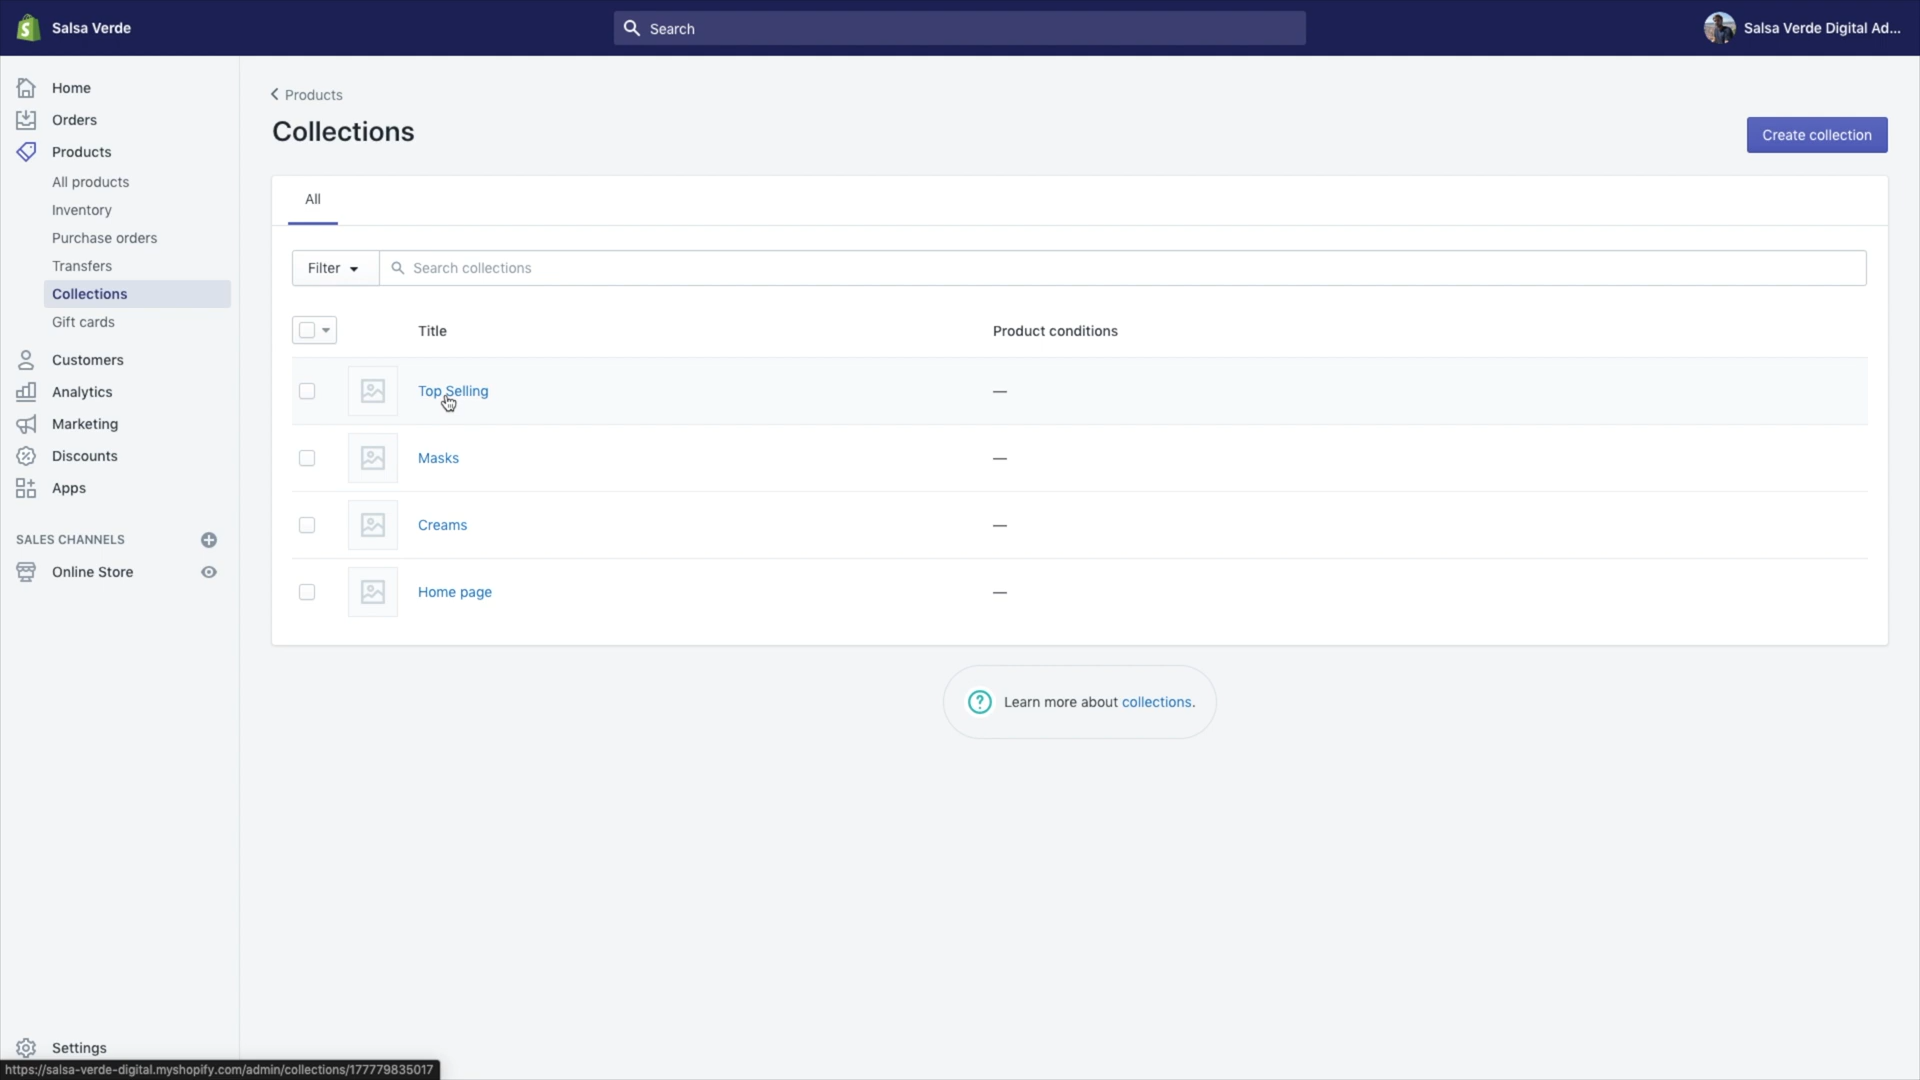 Salsa Verde
Search
Salsa Verde Digital Ad...
Home
Orders
Products
All products
Inventory
Purchase orders
Transfers
Collections
Gift cards
Customers
Analytics
Marketing
Discounts
Apps
SALES CHANNELS
Online Store
Settings
https://salsa-verde-digital.myshopify.com/admin/collections/177779835017
Products
Collections
Create collection
All
Filter
Search collections
Title Product conditions
Top Selling —
Masks —
Creams —
Home page —
Learn more about collections.